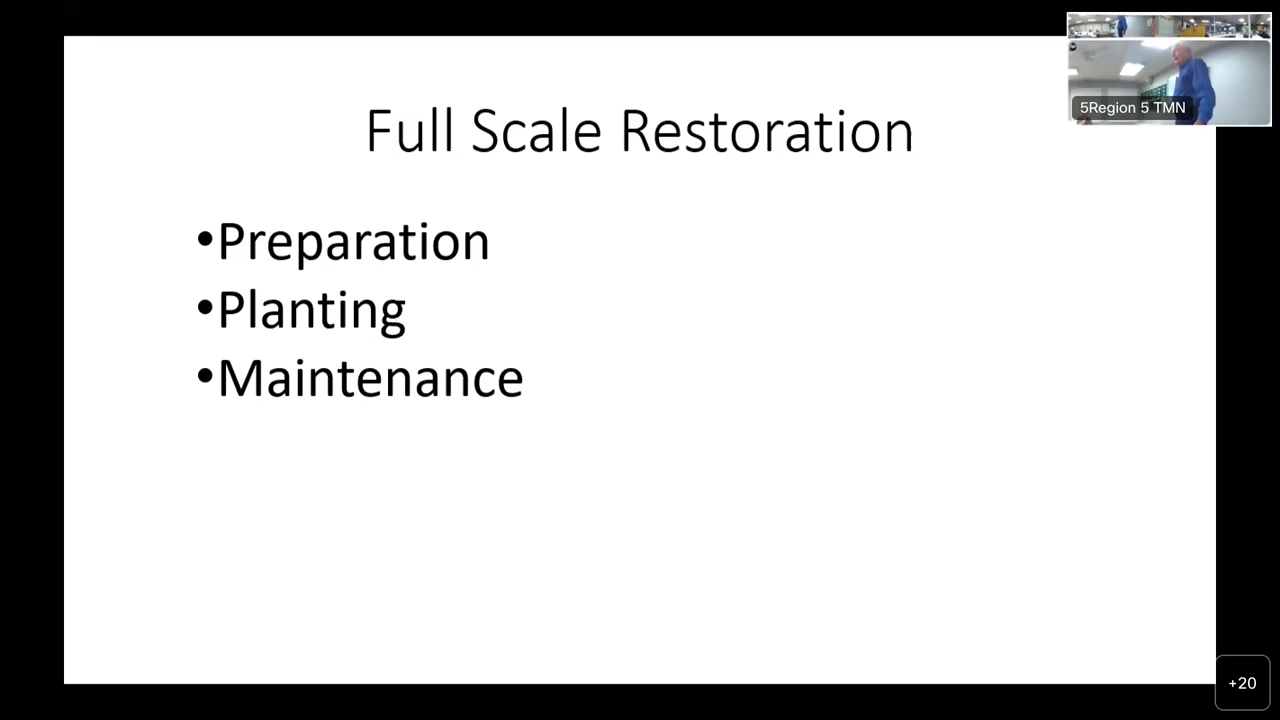 Full Scale Restoration
•Preparation
•Planting
•Maintenance
5Region 5 TMN
+20